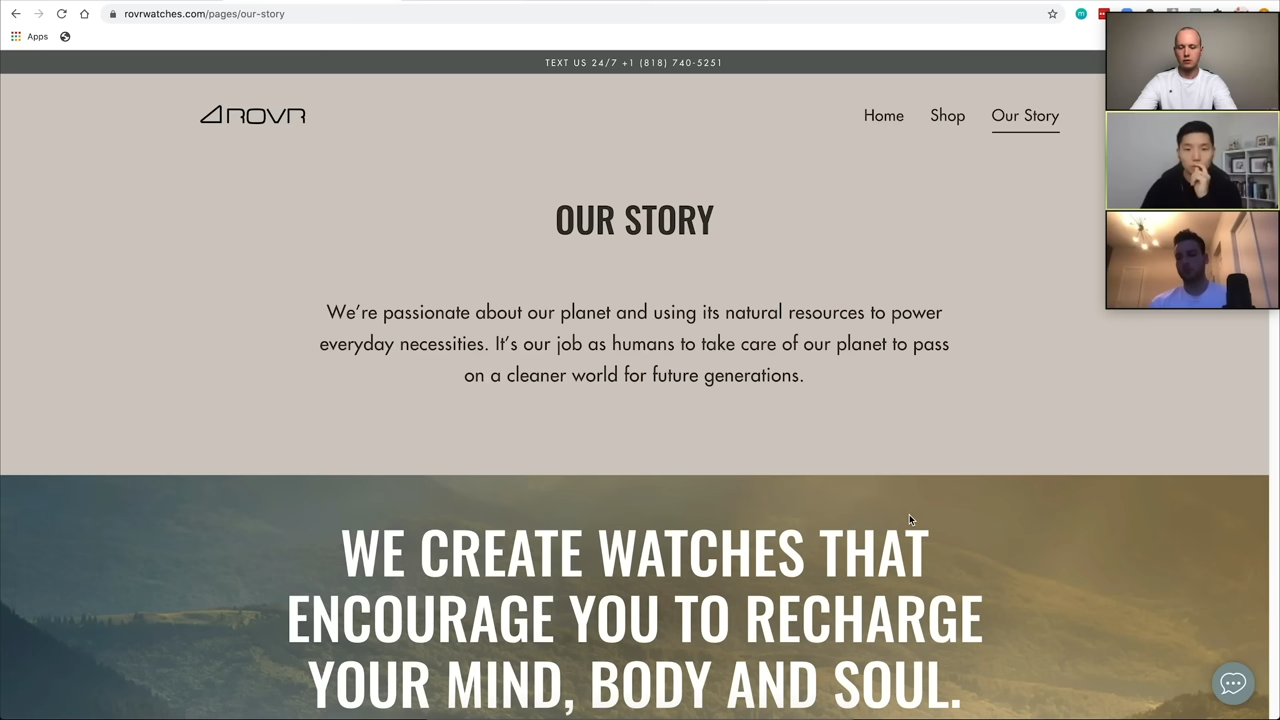 rovrwatches.com/pages/our-story
Apps
TEXT US 24/7 +1 (818) 740-5251
ROVR
Home Shop Our Story
OUR STORY
We're passionate about our planet and using its natural resources to power
everyday necessities. It's our job as humans to take care of our planet to pass
on a cleaner world for future generations.
WE CREATE WATCHES THAT
ENCOURAGE YOU TO RECHARGE
YOUR MIND, BODY AND SOUL.